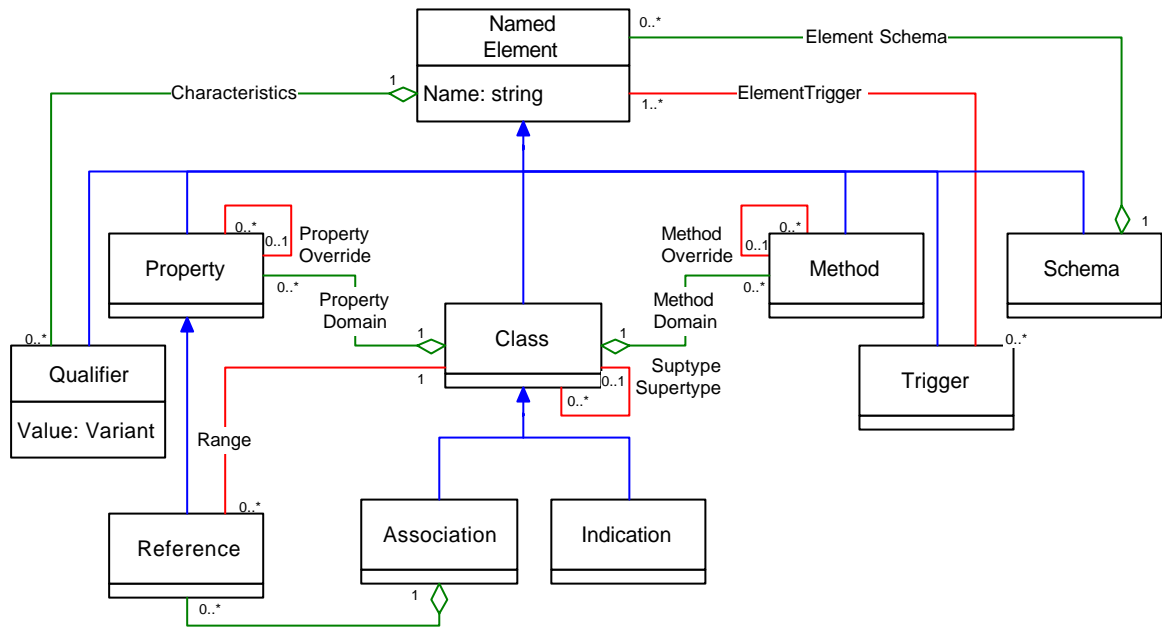 Named
Element
0..*
Element Schema
1
Characteristics
Name: string
1..*
ElementTrigger
0..*
0..1
Property
Override
Method
Override
0..*
0..1
1
Property
0..*
Property
Domain
1
Class
1
Method
Domain
0..*
Method
Schema
0..*
Qualifier
Value: Variant
1
0..1
0..*
Suptype
Supertype
0..*
Trigger
Range
0..*
Reference
Association
Indication
0..*
1